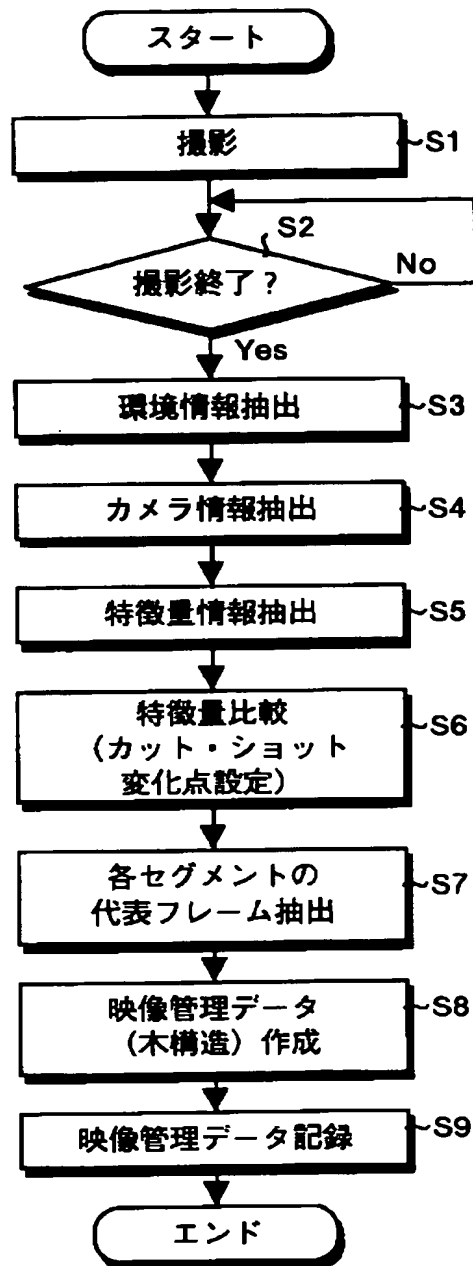 スタート
撮影
S1
S2
撮影終了?
No
Yes
環境情報抽出
S3
カメラ情報抽出
S4
特徴量情報抽出
S5
特徴量比較
(カット・ショット
変化点設定)
S6
各セグメントの
代表フレーム抽出
S7
映像管理データ
(木構造)作成
S8
映像管理データ記録
S9
エンド